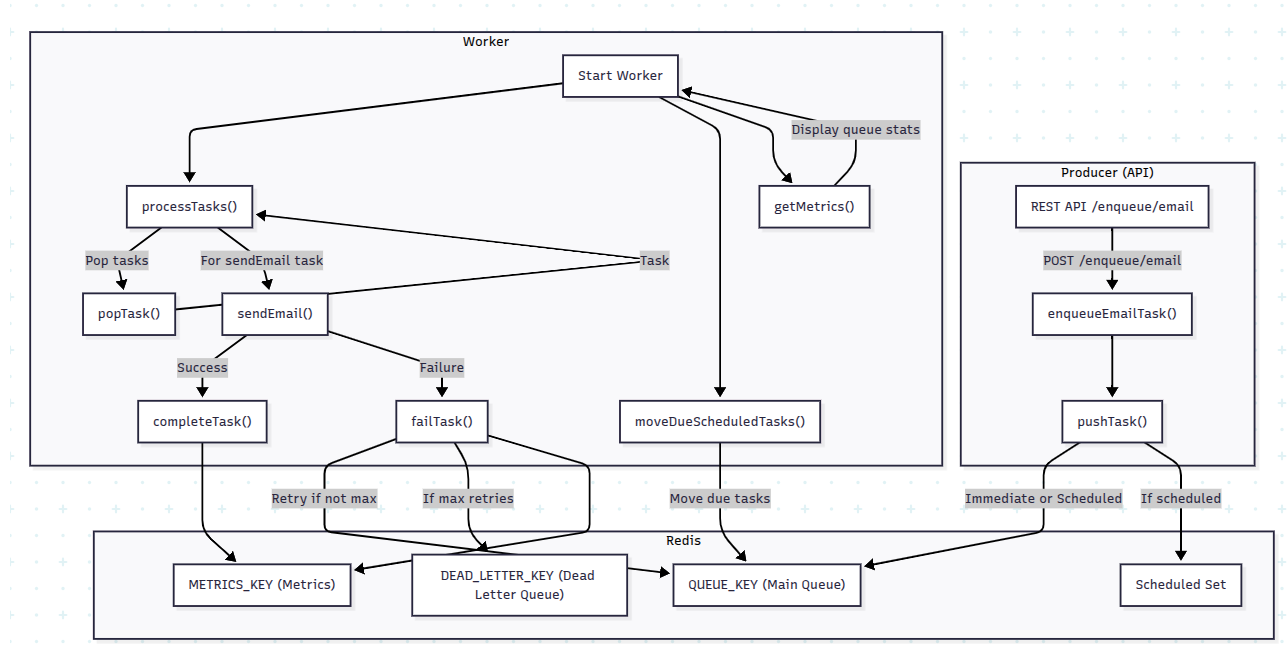 Worker
Start Worker
Display queue stats
Producer (API)
processTasks()
getMetrics()
REST API /enqueue/email
Pop tasks
For sendEmail task
Task
POST /enqueue/email
popTask()
sendEmail()
enqueueEmailTask()
Success
Failure
completeTask()
failTask()
moveDueScheduledTasks()
pushTask()
Retry if not max
If max retries
Move due tasks
Immediate or Scheduled
If scheduled
Redis
METRICS_KEY (Metrics)
DEAD_LETTER_KEY (Dead
Letter Queue)
QUEUE_KEY (Main Queue)
Scheduled Set